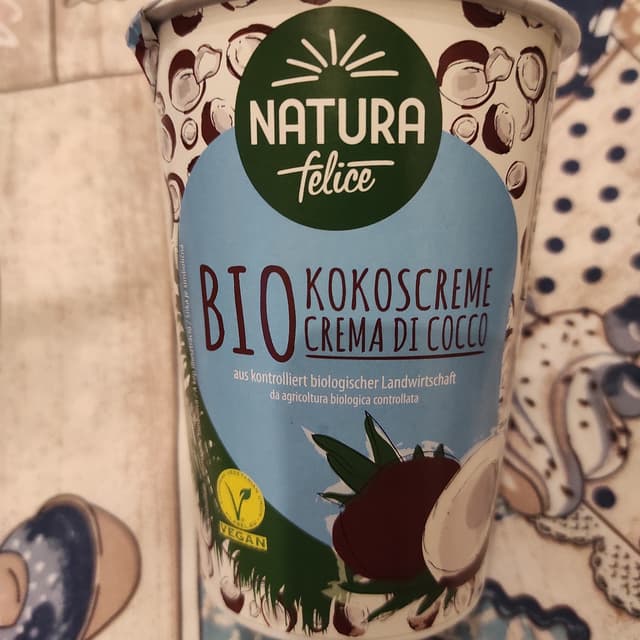 NATURA
felice
BIO KOKOSCREME
CREMA DI COCCO
aus kontrolliert biologischer Landwirtschaft
da agricoltura biologica controllata
VEGAN